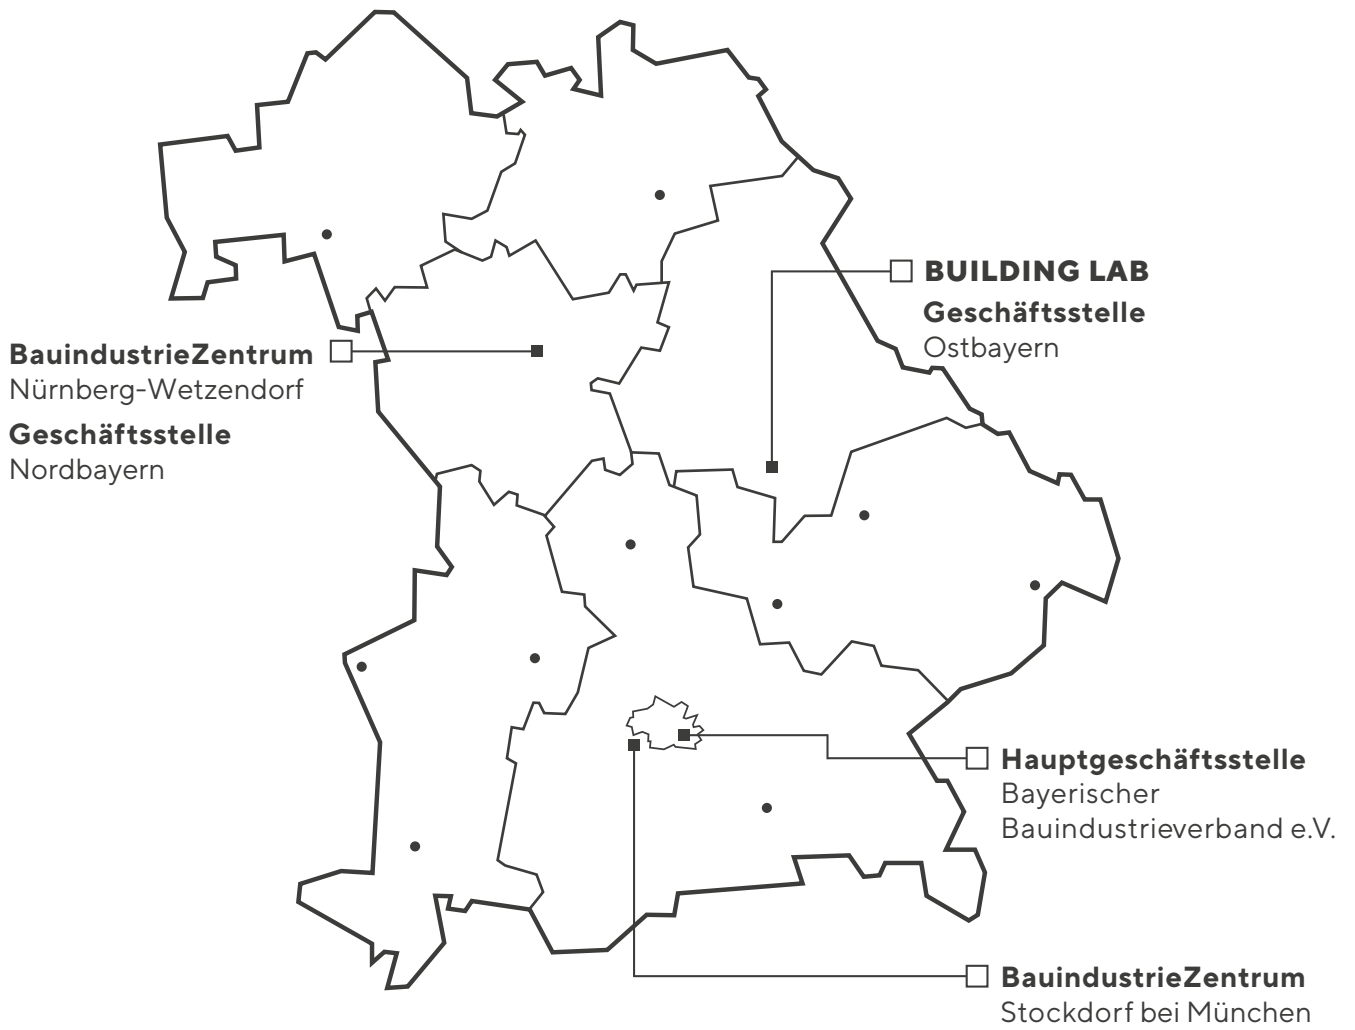 BUILDING LAB
Geschäftsstelle
Ostbayern
BauindustrieZentrum
Nürnberg-Wetzendorf
Geschäftsstelle
Nordbayern
Hauptgeschäftsstelle
Bayerischer
Bauindustrieverband e.V.
BauindustrieZentrum
Stockdorf bei München